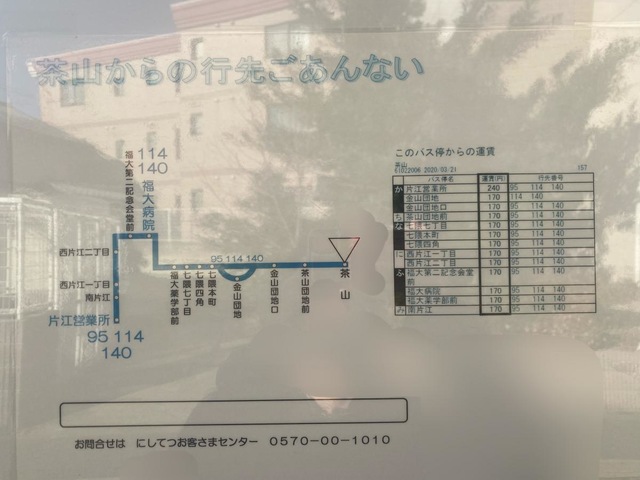 茶山からの行先ごあんない
福大第二記念会堂前
114
140
福大病院
西片江二丁目
西片江一丁目
南片江
片江営業所
95 114
140
福大薬学部前
七隈七丁目
七隈四角
七隈本町
95 114 140
金山団地
金山団地口
茶山団地前
茶山
このバス停からの運賃
茶山
6102200R 2020/03/21 1ST
バス停名 運賃(円) 行先番号
か 片江営業所 240 95 114 140
金山団地 170 114 140
金山団地口 170 95 114 140
ち 茶山団地前 170 95 114 140
な 七隈七丁目 170 95 114 140
七隈本町 170 95 114 140
七隈四角 170 95 114 140
に 西片江一丁目 170 95 114 140
西片江二丁目 170 95 114 140
ふ 福大第二記念会堂前 170 95 114 140
福大病院 170 95 114 140
福大薬学部前 170 95 114 140
み 南片江 170 95 114 140
お問合せは にしてつお客さまセンター 0570-00-1010